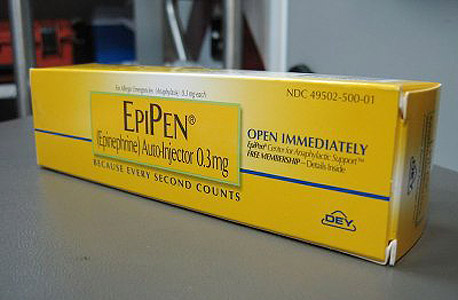 For Allergic Emergencies (Anaphylaxis) 0.3 mg each
NDC 49502-500-01
EPIPEN®
(Epinephrine) Auto-Injector 0.3mg
BECAUSE EVERY SECOND COUNTS
OPEN IMMEDIATELY
EpiPen® Center for Anaphylactic Support™
FREE MEMBERSHIP – Details Inside
DEY